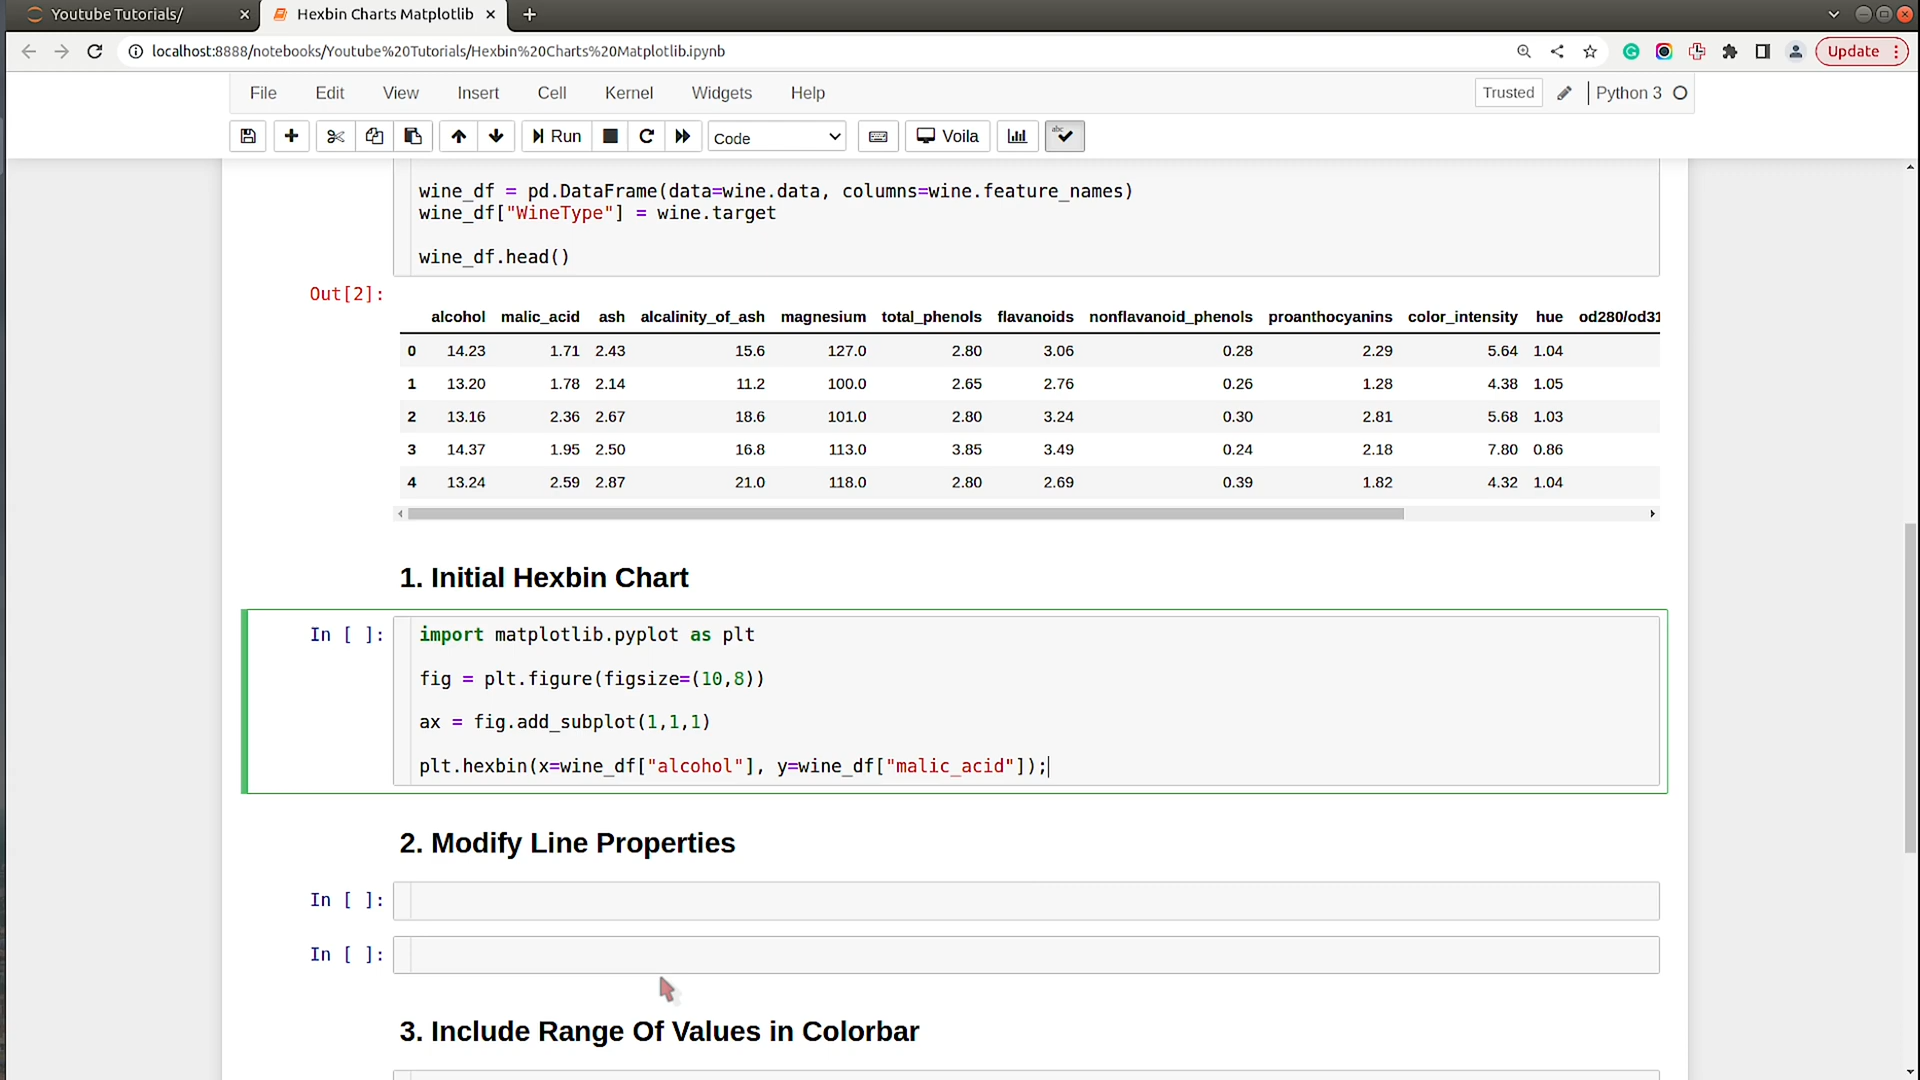 Youtube Tutorials/
Hexbin Charts Matplotlib
localhost:8888/notebooks/Youtube%20Tutorials/Hexbin%20Charts%20Matplotlib.ipynb
Update
File Edit View Insert Cell Kernel Widgets Help
Trusted
Python 3
Run
Code
Voila
abc
wine_df = pd.DataFrame(data=wine.data, columns=wine.feature_names)
wine_df["WineType"] = wine.target
wine_df.head()
Out[2]:
alcohol malic_acid ash alcalinity_of_ash magnesium total_phenols flavanoids nonflavanoid_phenols proanthocyanins color_intensity hue od280/od31
0 14.23 1.71 2.43 15.6 127.0 2.80 3.06 0.28 2.29 5.64 1.04
1 13.20 1.78 2.14 11.2 100.0 2.65 2.76 0.26 1.28 4.38 1.05
2 13.16 2.36 2.67 18.6 101.0 2.80 3.24 0.30 2.81 5.68 1.03
3 14.37 1.95 2.50 16.8 113.0 3.85 3.49 0.24 2.18 7.80 0.86
4 13.24 2.59 2.87 21.0 118.0 2.80 2.69 0.39 1.82 4.32 1.04
1. Initial Hexbin Chart
In [ ]:
import matplotlib.pyplot as plt
fig = plt.figure(figsize=(10,8))
ax = fig.add_subplot(1,1,1)
plt.hexbin(x=wine_df["alcohol"], y=wine_df["malic_acid"]);
2. Modify Line Properties
In [ ]:
In [ ]:
3. Include Range Of Values in Colorbar